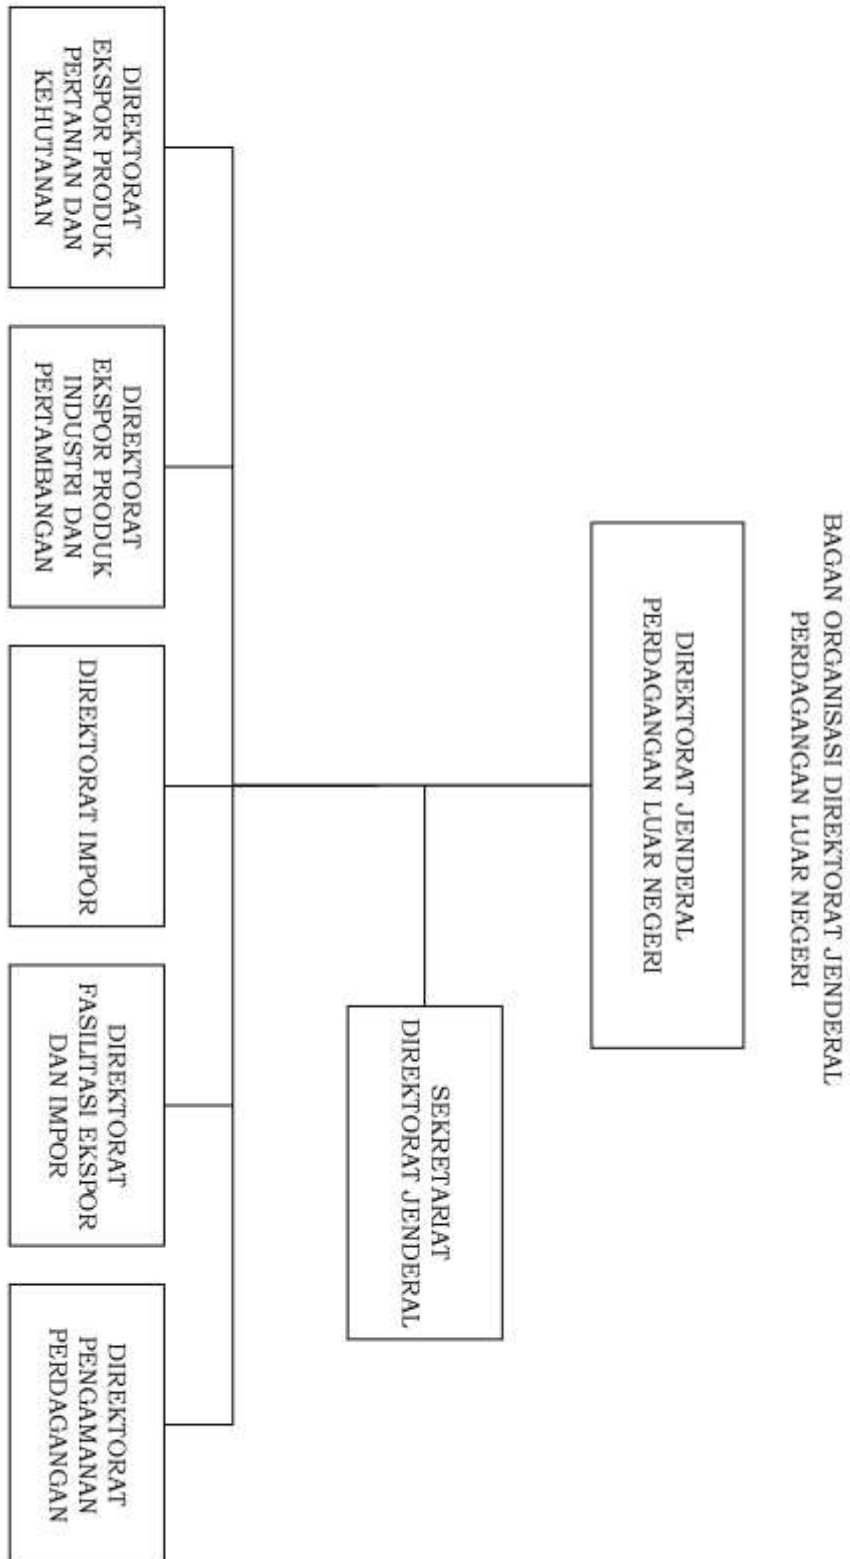 BAGAN ORGANISASI DIREKTORAT JENDERAL
PERDAGANGAN LUAR NEGERI
DIREKTORAT JENDERAL
PERDAGANGAN LUAR NEGERI
SEKRETARIAT
DIREKTORAT JENDERAL
DIREKTORAT
EKSPOR PRODUK
PERTANIAN DAN
KEHUTANAN
DIREKTORAT
EKSPOR PRODUK
INDUSTRI DAN
PERTAMBANGAN
DIREKTORAT IMPOR
DIREKTORAT
FASILITASI EKSPOR
DAN IMPOR
DIREKTORAT
PENGAMANAN
PERDAGANGAN